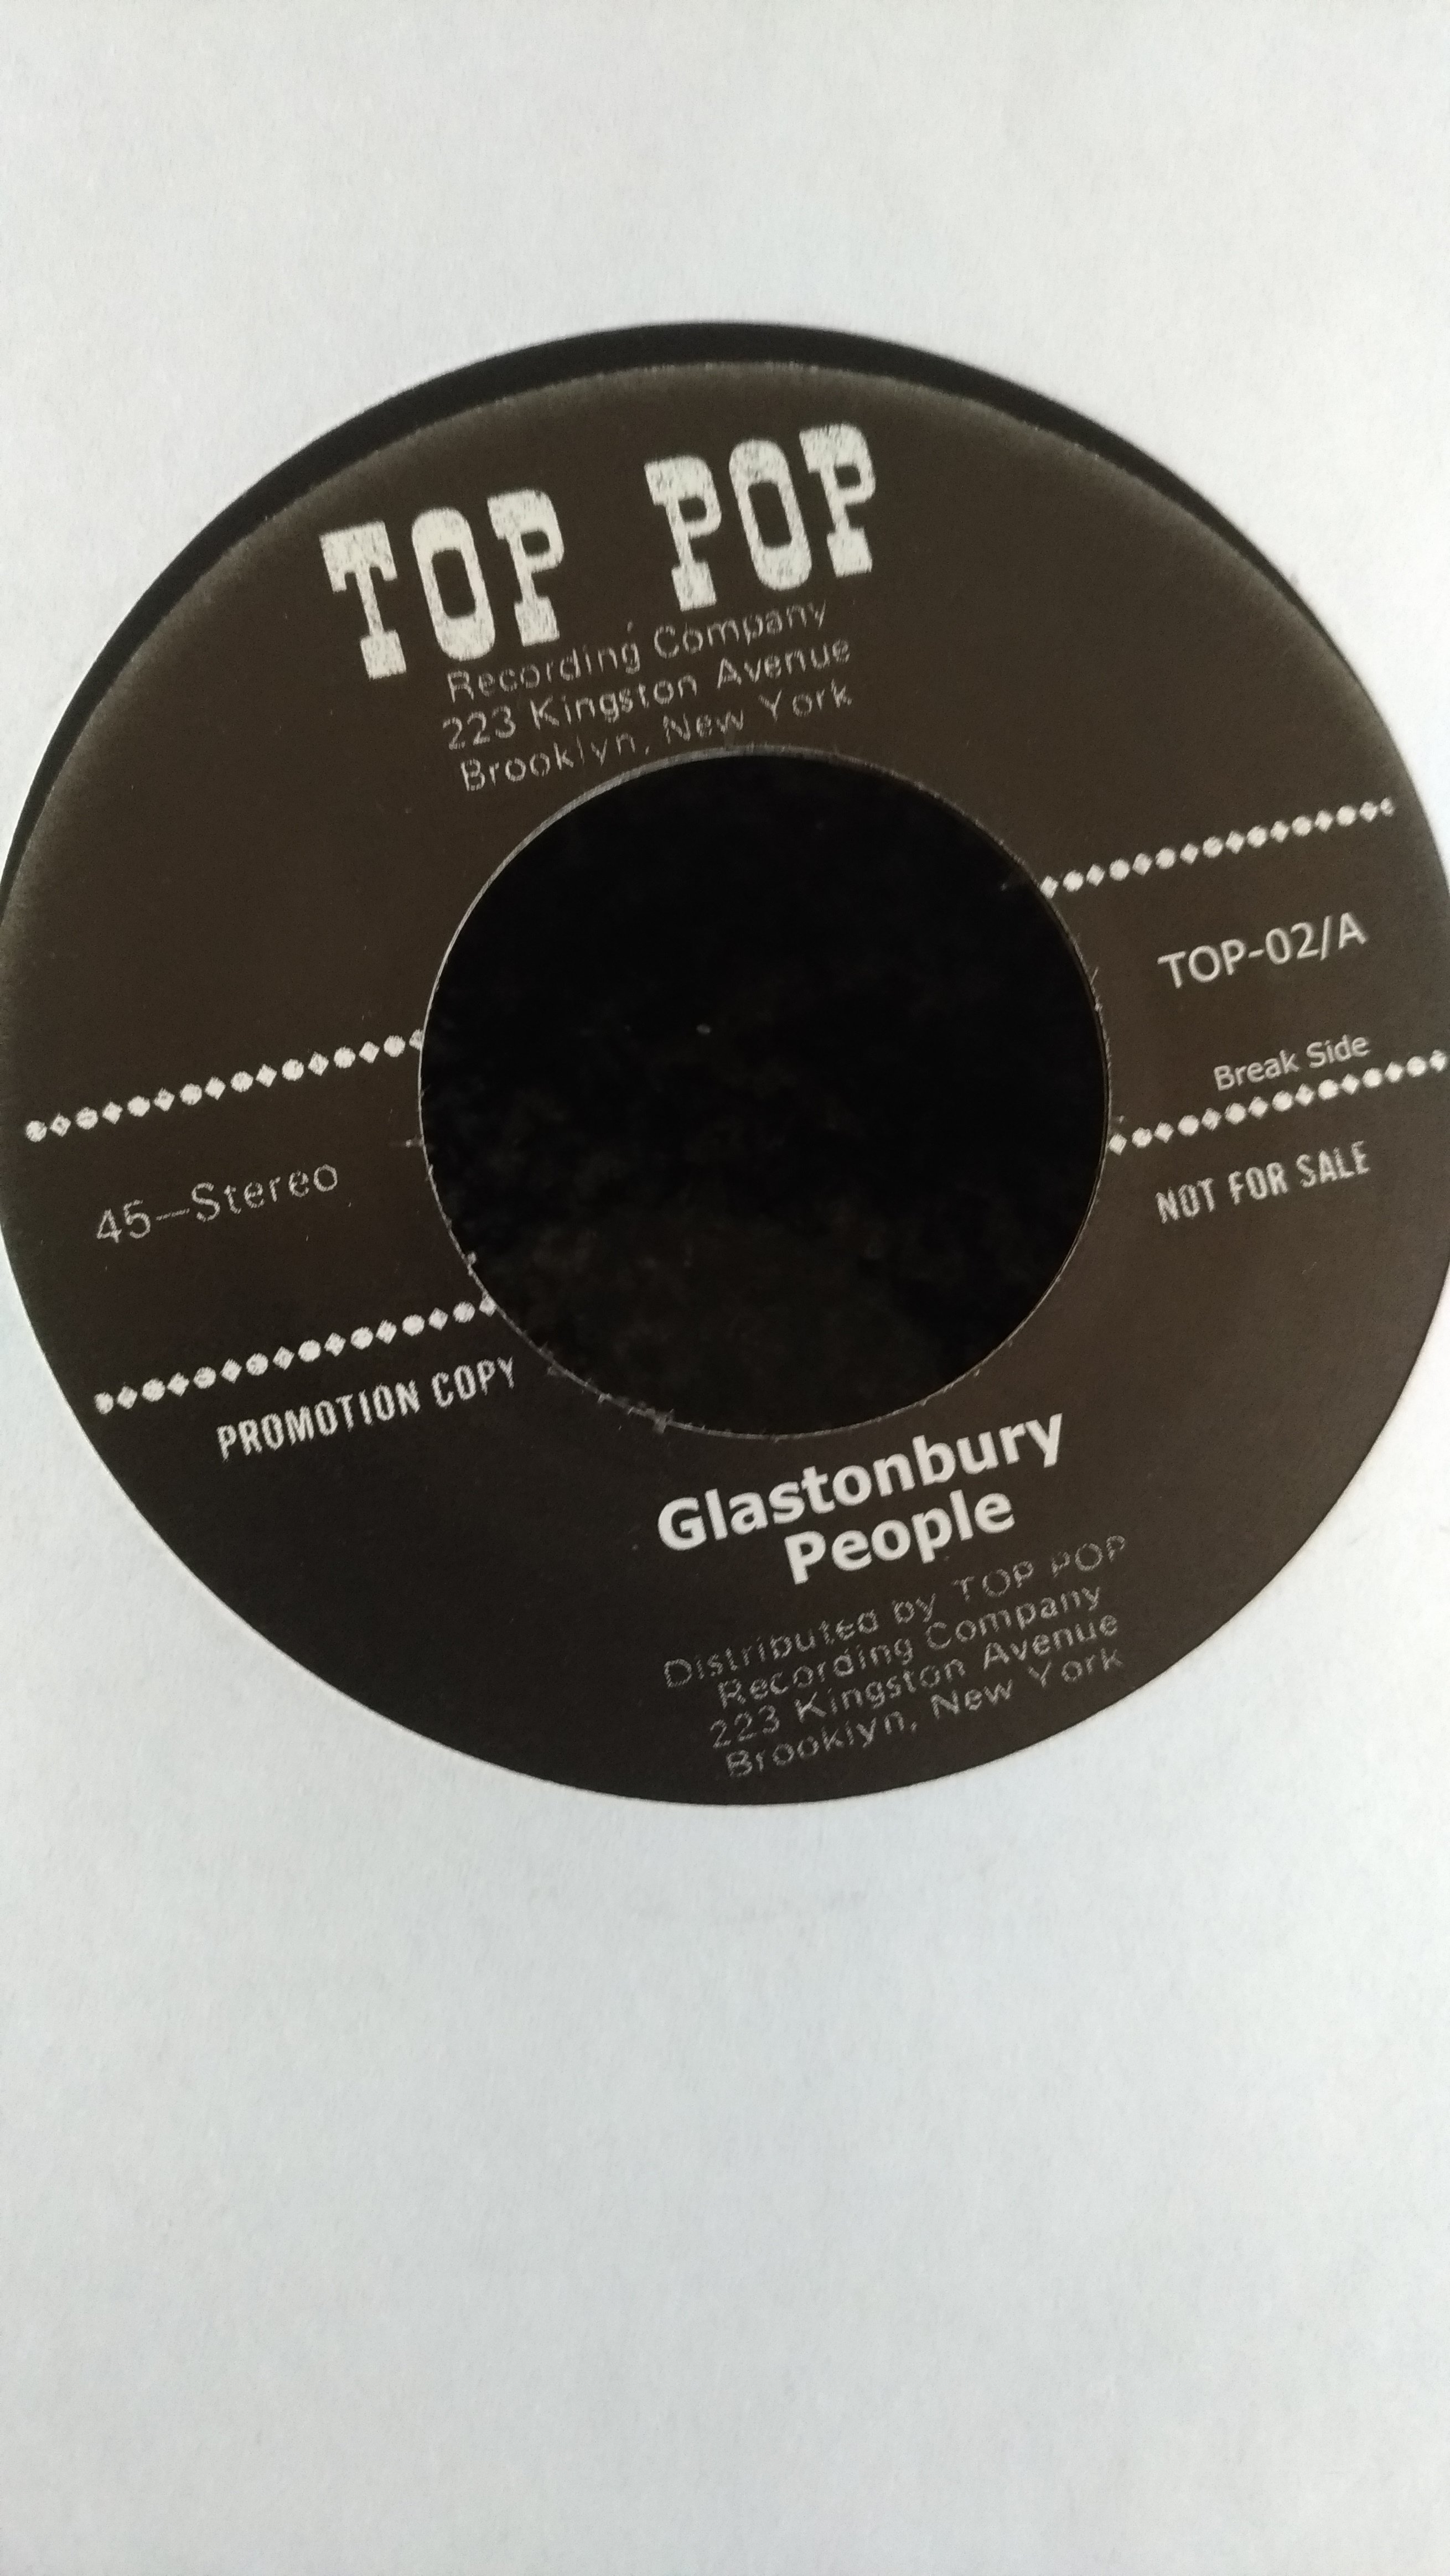 TOP POP
Recording Company
223 Kingston Avenue
Brooklyn, New York
TOP-02/A
Break Side
45—Stereo
NOT FOR SALE
PROMOTION COPY
Glastonbury
People
Distributed by TOP POP
Recording Company
223 Kingston Avenue
Brooklyn, New York